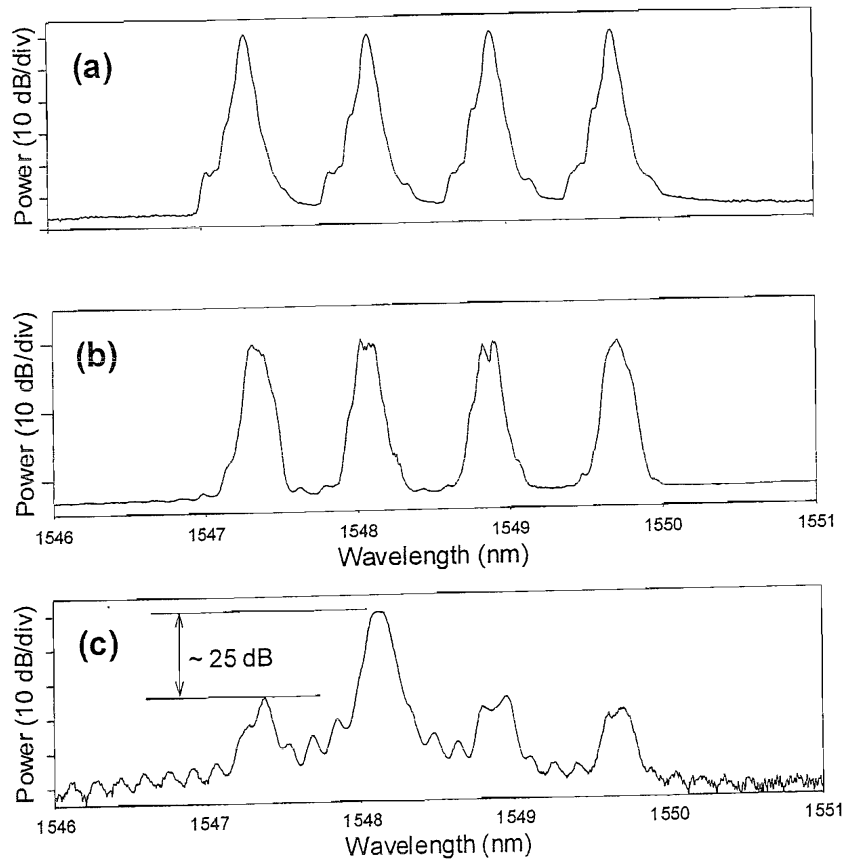 (a)
Power (10 dB/div)
(b)
Power (10 dB/div)
1546 1547 1548 1549 1550 1551
Wavelength (nm)
(c)
~ 25 dB
Power (10 dB/div)
1546 1547 1548 1549 1550 1551
Wavelength (nm)